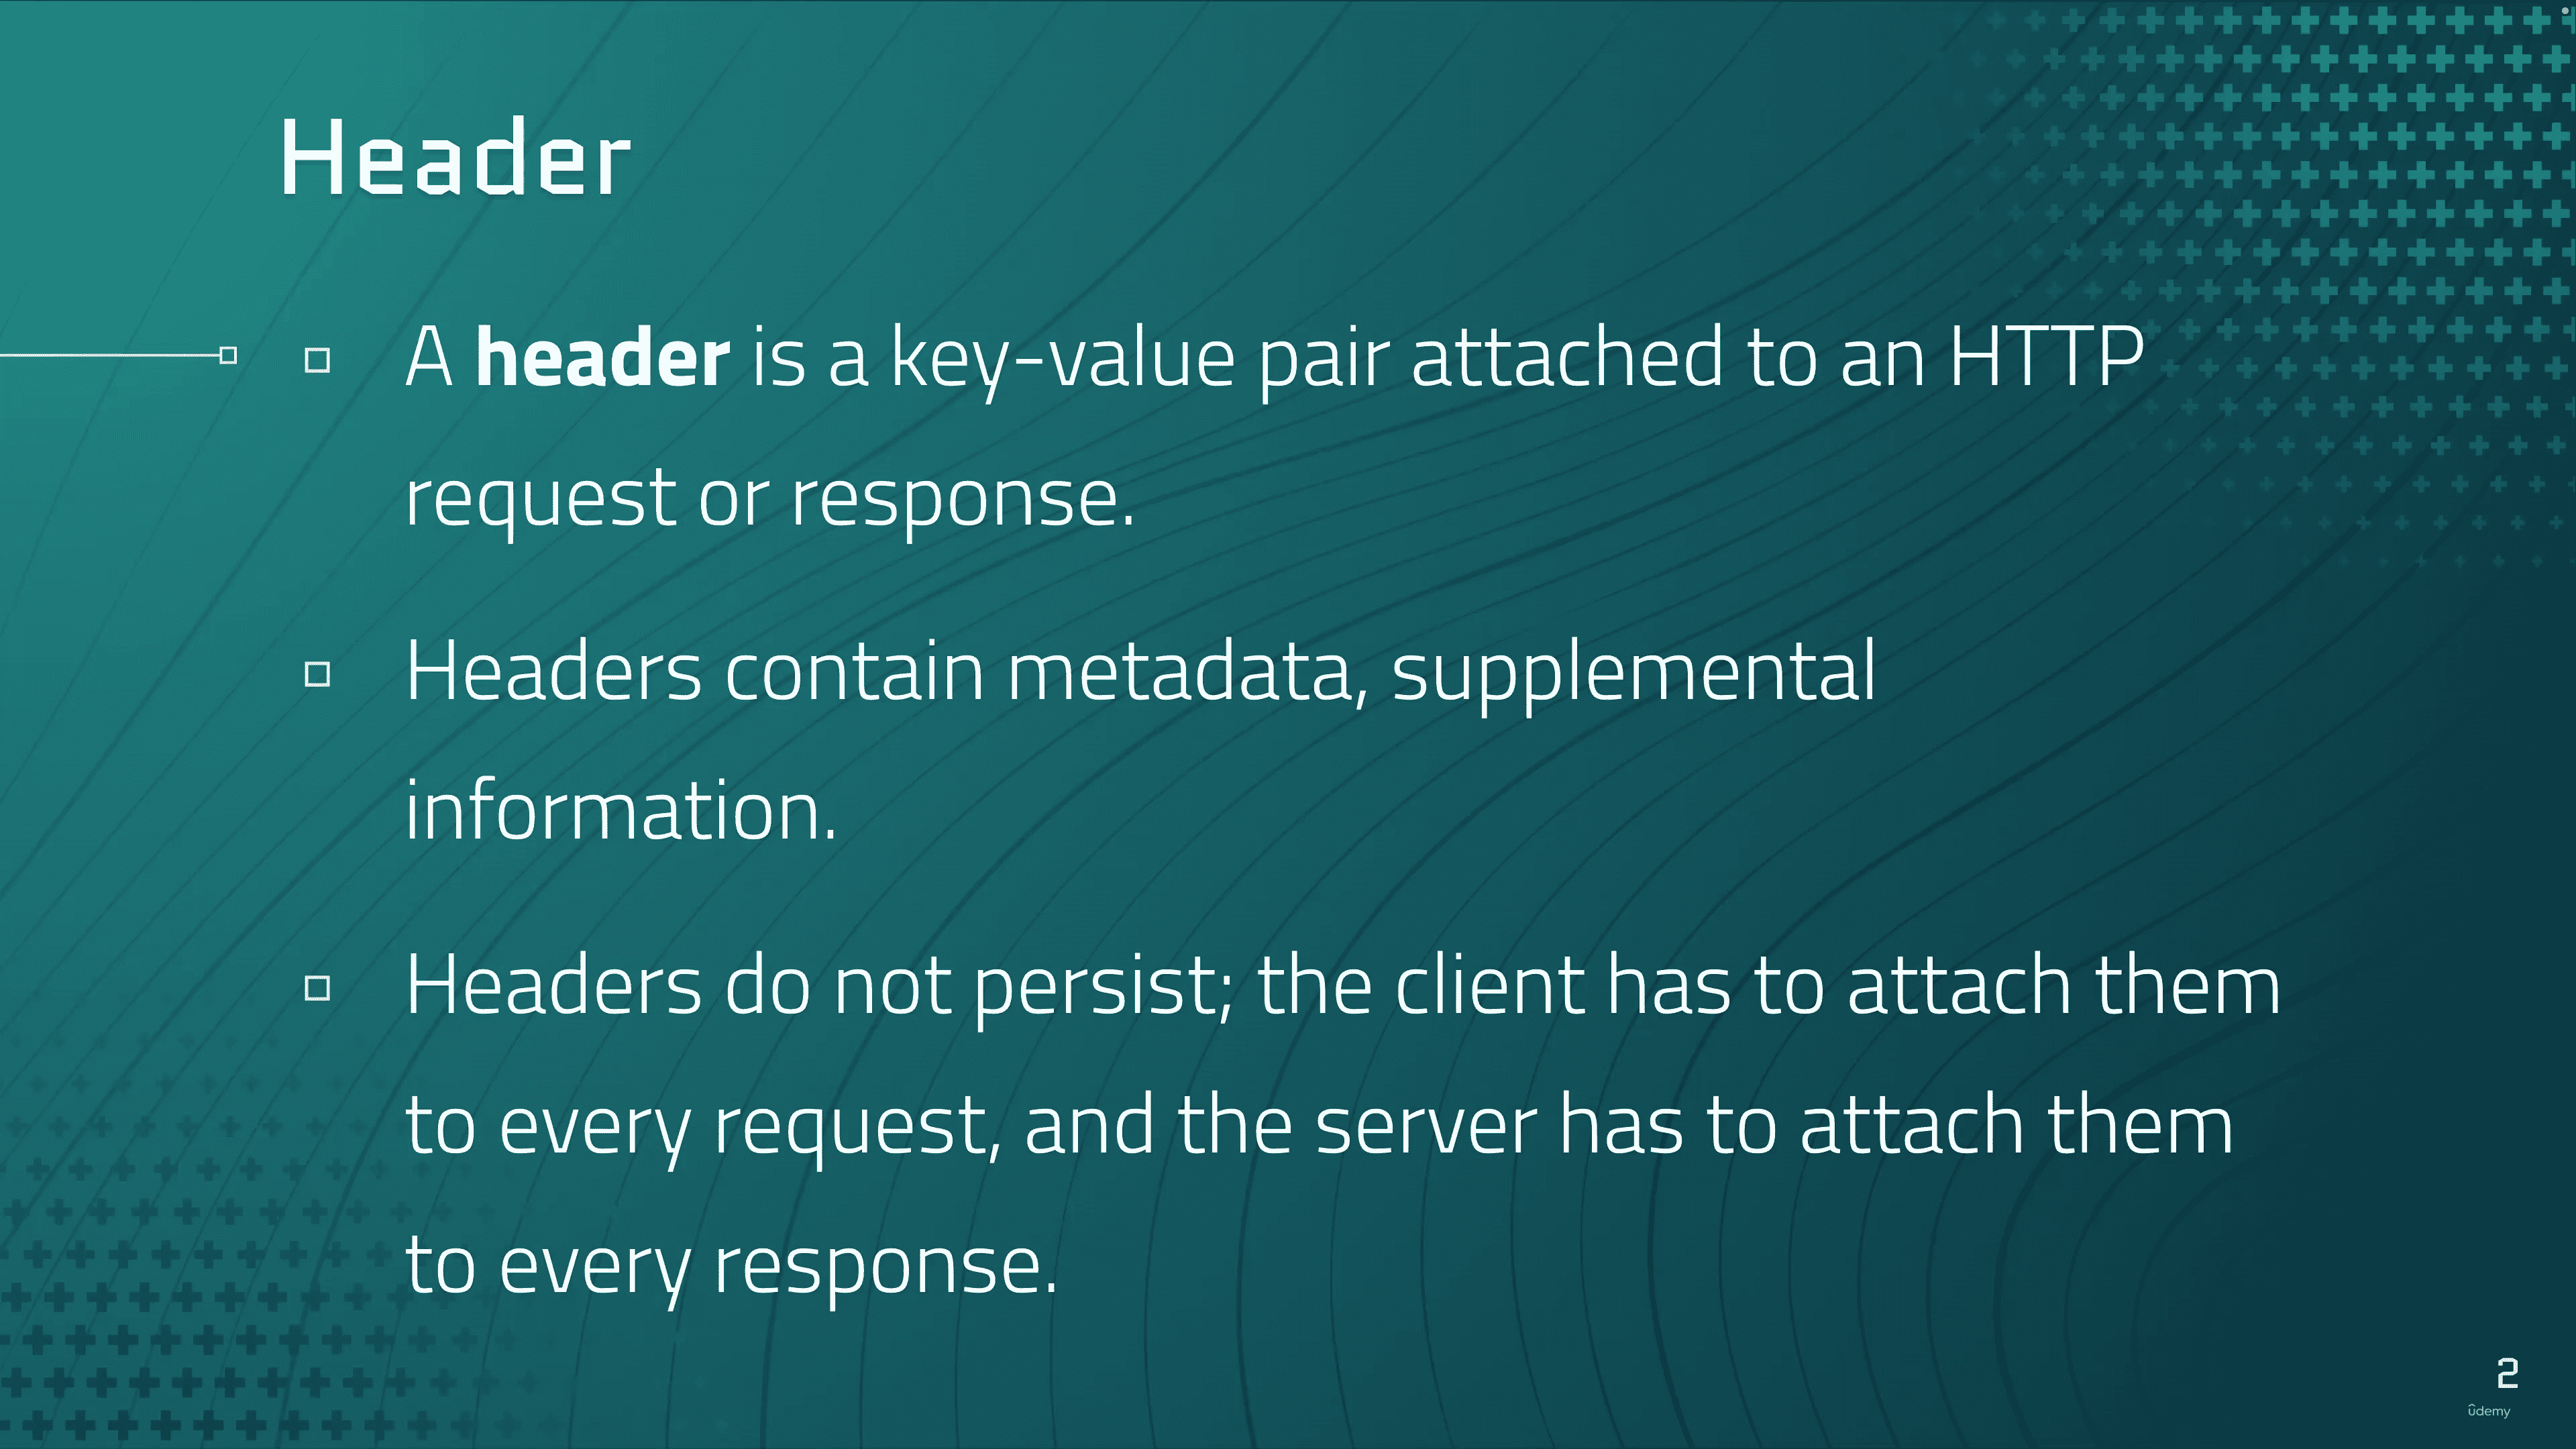 Header
A header is a key-value pair attached to an HTTP
request or response.
Headers contain metadata, supplemental
information.
Headers do not persist; the client has to attach them
to every request, and the server has to attach them
to every response.
2
ûdemy